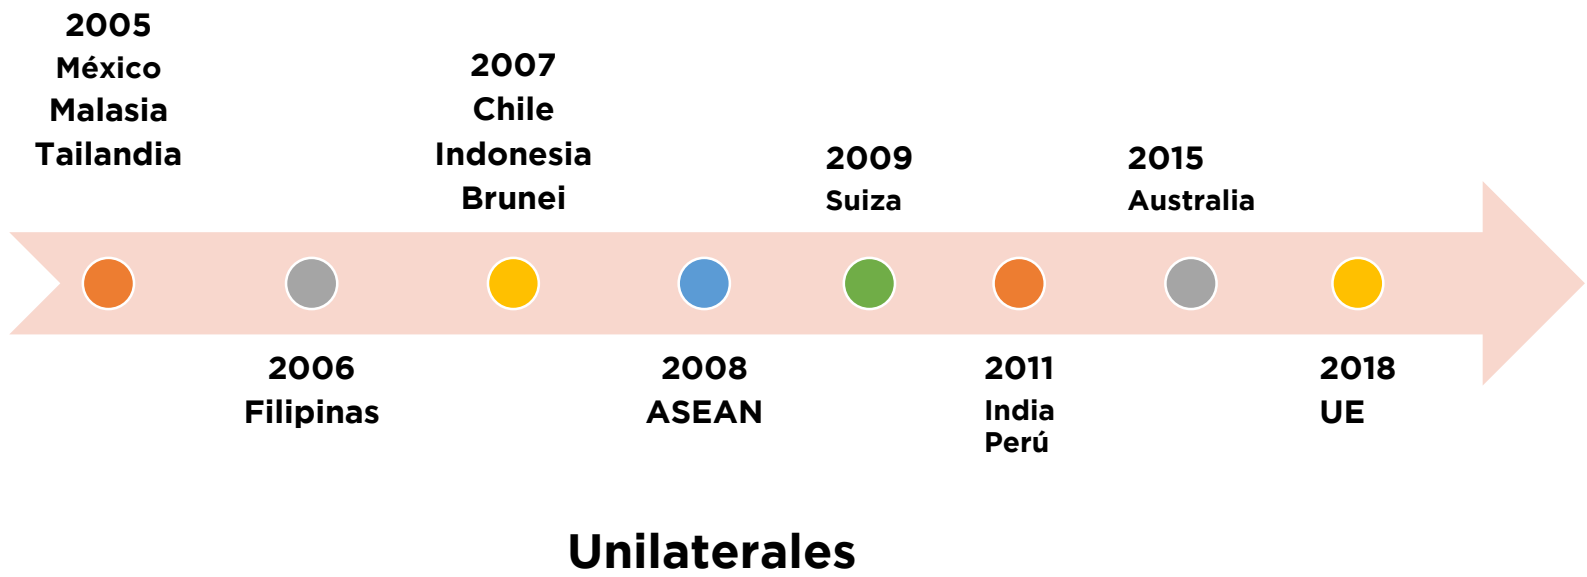 2005
México
Malasia
Tailandia
2006
Filipinas
2007
Chile
Indonesia
Brunei
2008
ASEAN
2009
Suiza
2011
India
Perú
2015
Australia
2018
UE
Unilaterales